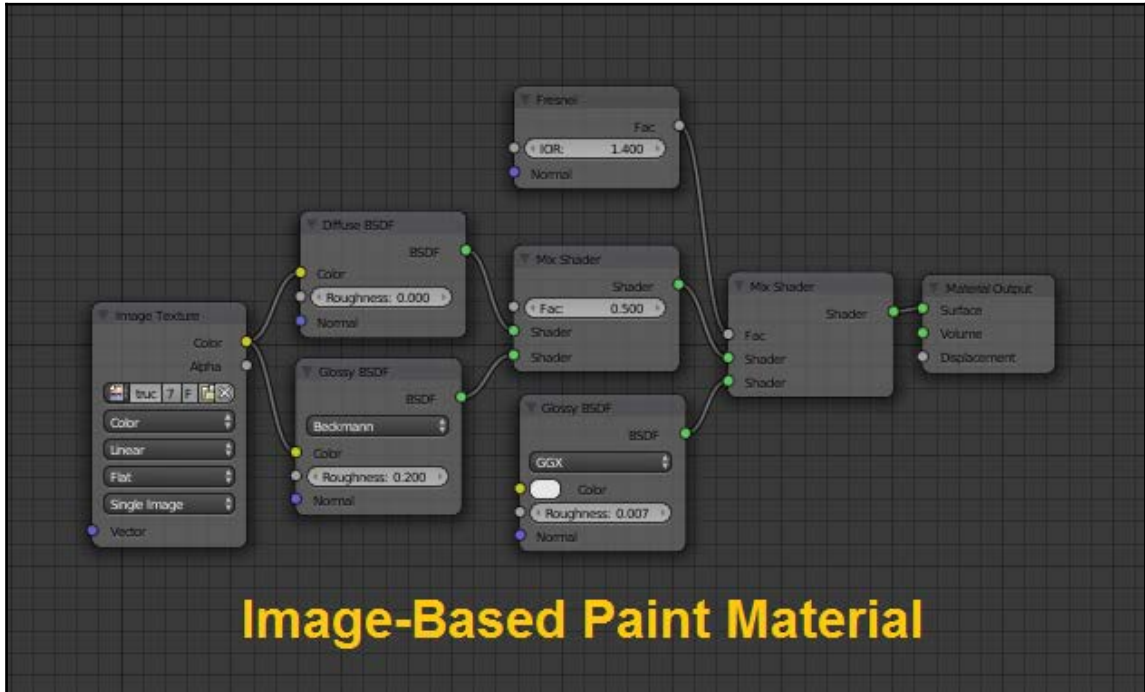 Fresnel
Fac
IOR: 1.400
Normal
Diffuse BSDF
BSDF
Color
Roughness: 0.000
Normal
Mix Shader
Shader
Fac: 0.500
Shader
Shader
Mix Shader
Shader
Fac
Shader
Shader
Material Output
Surface
Volume
Displacement
Image Texture
Color
Alpha
truc 7 F
Color
Linear
Flat
Single Image
Vector
Glossy BSDF
BSDF
Beckmann
Color
Roughness: 0.200
Normal
Glossy BSDF
BSDF
GGX
Color
Roughness: 0.007
Normal
Image-Based Paint Material